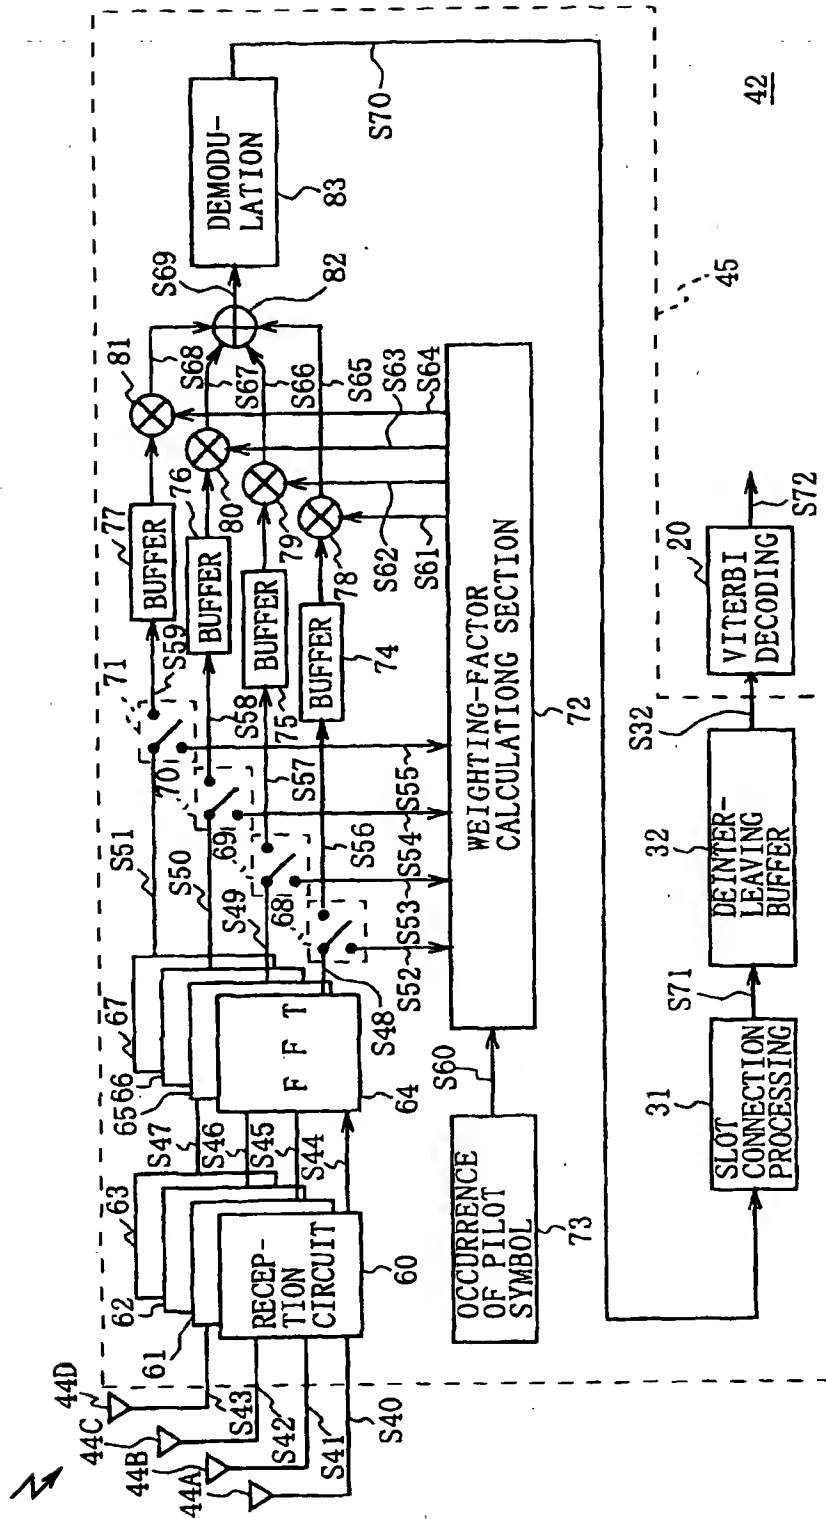 44D
44C
44B
44A
S43
S42
S41
S40
63
62
61
RECEP-
TION
CIRCUIT
60
S47
S46
S45
S44
67
66
65
F F T
64
S51
S50
S49
S48
71
70
69
68
S59
S58
S57
S56
S55
S54
S53
S52
77
BUFFER
76
BUFFER
BUFFER
75
BUFFER
74
81
80
79
78
S68
S67
S66
S65
S64
S63
S62
S61
S69
82
DEMODU-
LATION
83
S70
OCCURRENCE
OF PILOT
SYMBOL
73
S60
WEIGHTING-FACTOR
CALCULATIONG SECTION
72
45
42
31
SLOT
CONNECTION
PROCESSING
S71
32
DEINTER-
LEAVING
BUFFER
S32
20
VITERBI
DECODING
S72